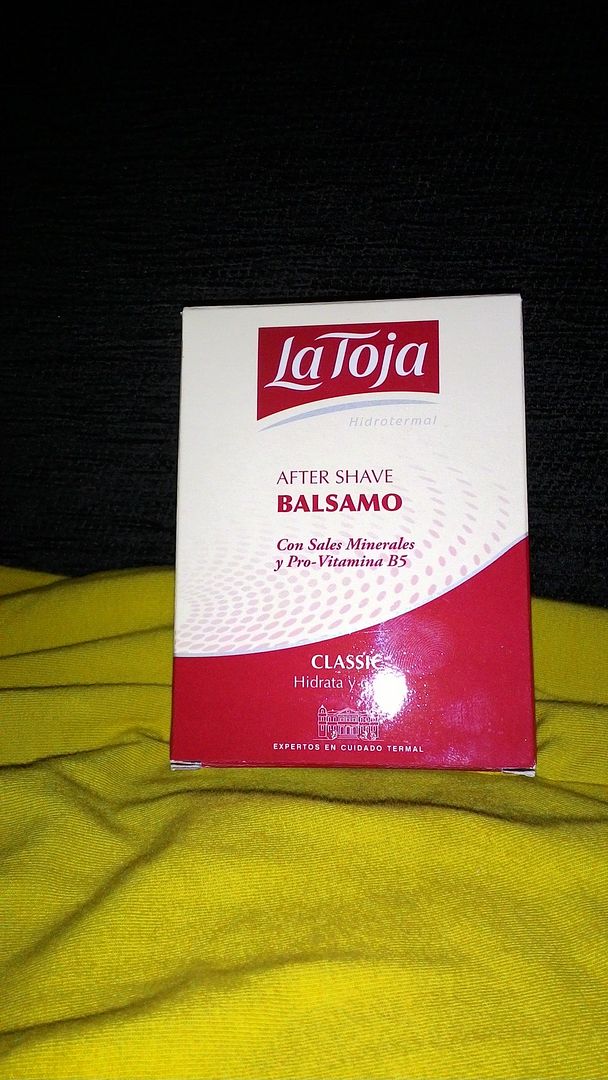 La Toja
Hidrotermal
AFTER SHAVE
BALSAMO
Con Sales Minerales
y Pro-Vitamina B5
CLASSIC
Hidrata y
EXPERTOS EN CUIDADO TERMAL